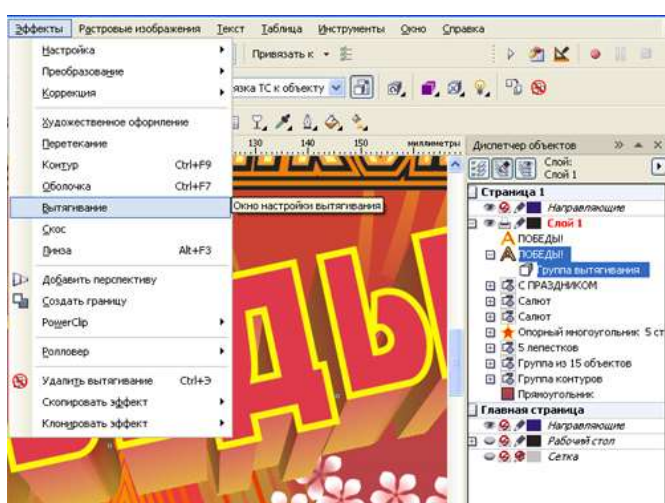 Эффекты Растровые изображения Текст Таблица Инструменты Окно Справка
Настройка
Преобразование
Коррекция
Художественное оформление
Перетекание
Контур Ctrl+F9
Оболочка Ctrl+F7
Вытягивание
Скос
Линза Alt+F3
Добавить перспективу
Создать границу
PowerClip
Ролловер
Удалить вытягивание Ctrl+Э
Скопировать эффект
Клонировать эффект
Привязать к
язка ТС к объекту
130 140 150 миллиметры
Окно настройки вытягивания
ДЫ
Диспетчер объектов
Слой:
Слой 1
Страница 1
Направляющие
Слой 1
ПОБЕДЫ!
ПОБЕДЫ!
Группа вытягивания
С ПРАЗДНИКОМ
Салют
Салют
Опорный многоугольник 5 ст
5 лепестков
Группа из 15 объектов
Группа контуров
Прямоугольник
Главная страница
Направляющие
Рабочий стол
Сетка